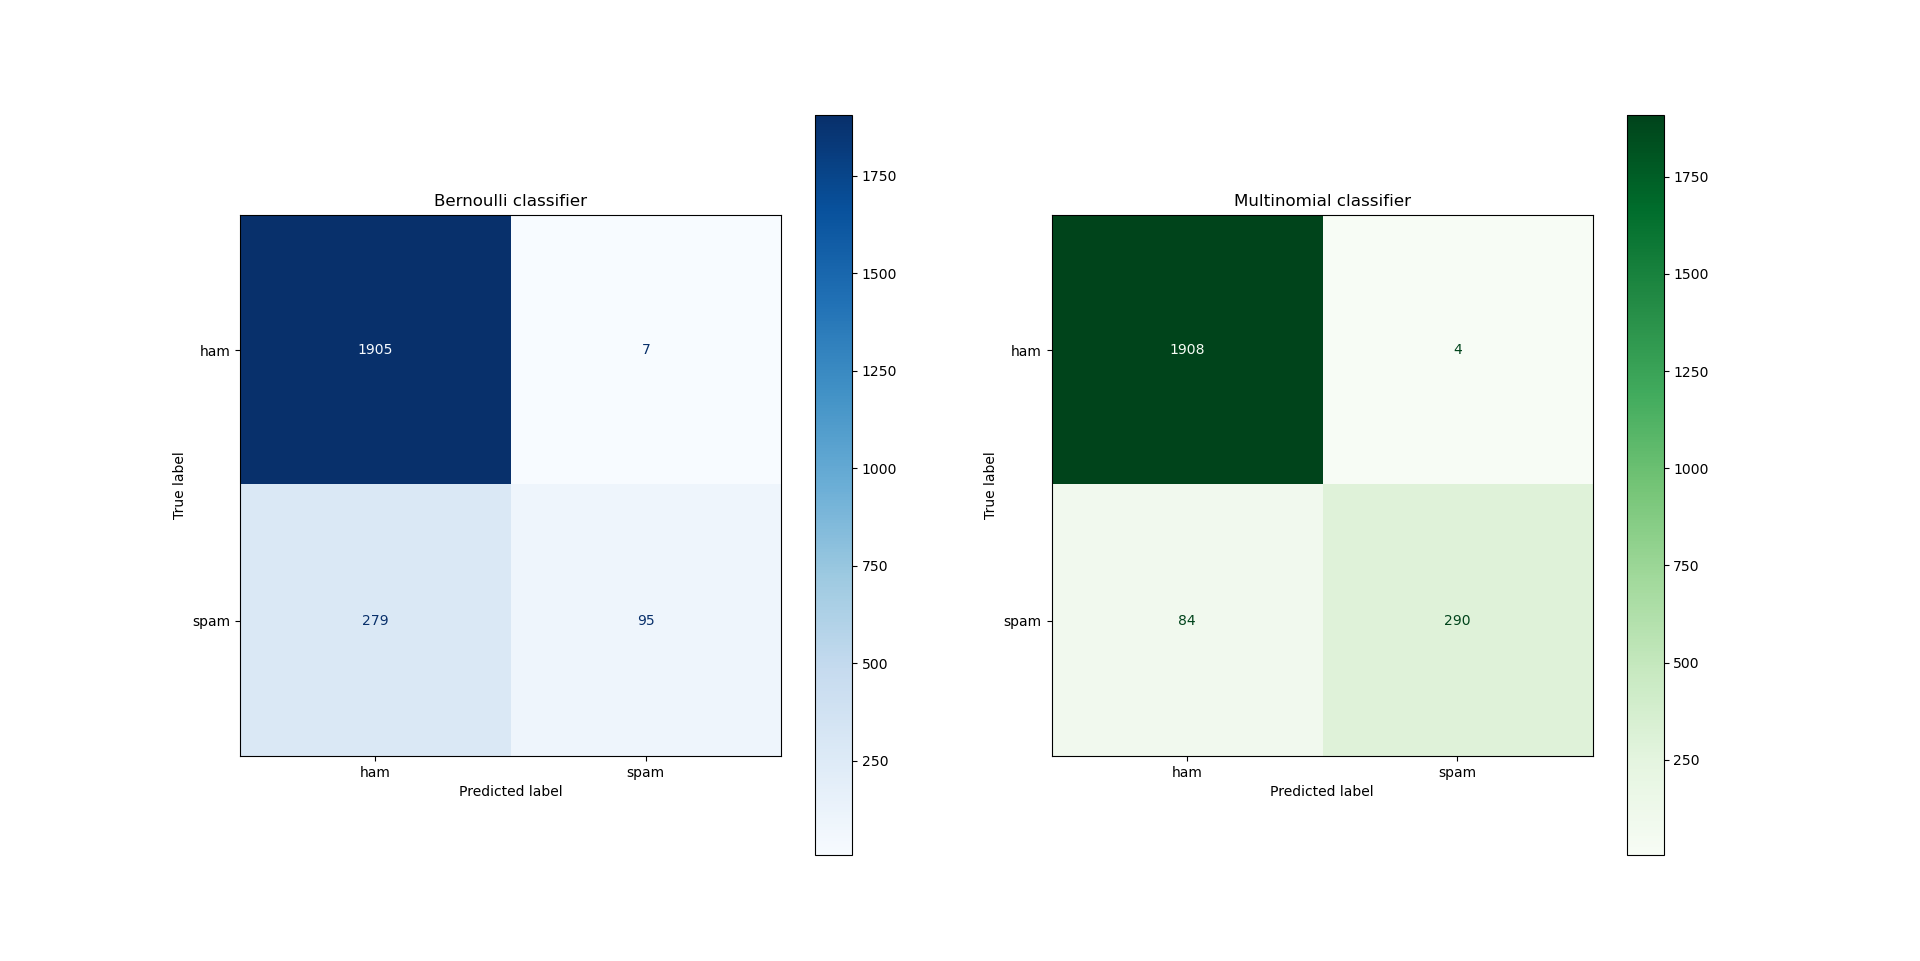 Bernoulli classifier
True label
ham
spam
1905
7
279
95
ham
spam
Predicted label
1750
1500
1250
1000
750
500
250
Multinomial classifier
True label
ham
spam
1908
4
84
290
ham
spam
Predicted label
1750
1500
1250
1000
750
500
250